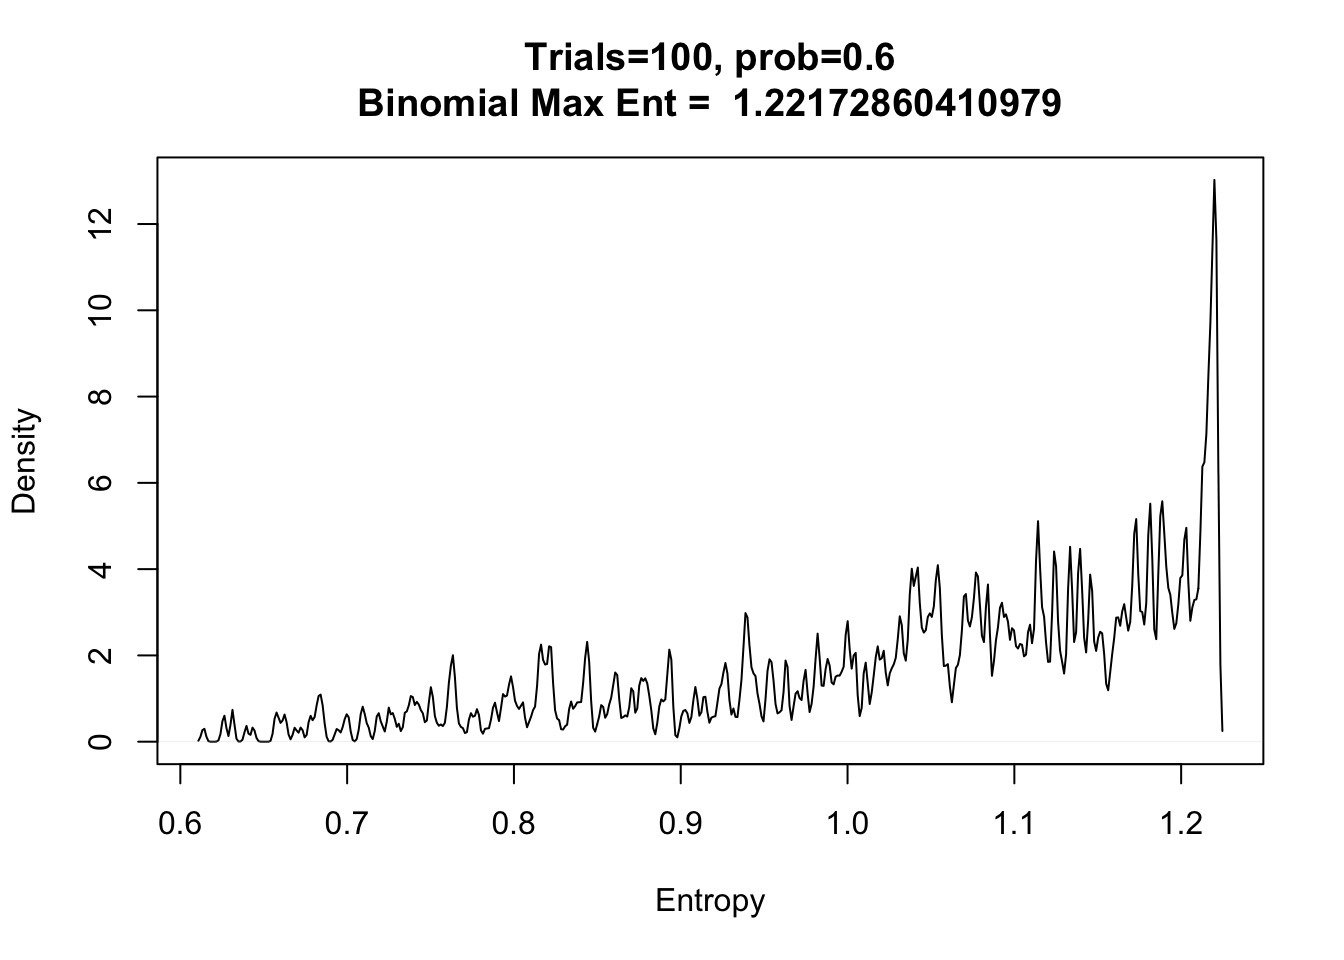 Trials=100, prob=0.6
Binomial Max Ent = 1.22172860410979
12
10
8
6
4
2
0
Density
0.6 0.7 0.8 0.9 1.0 1.1 1.2
Entropy